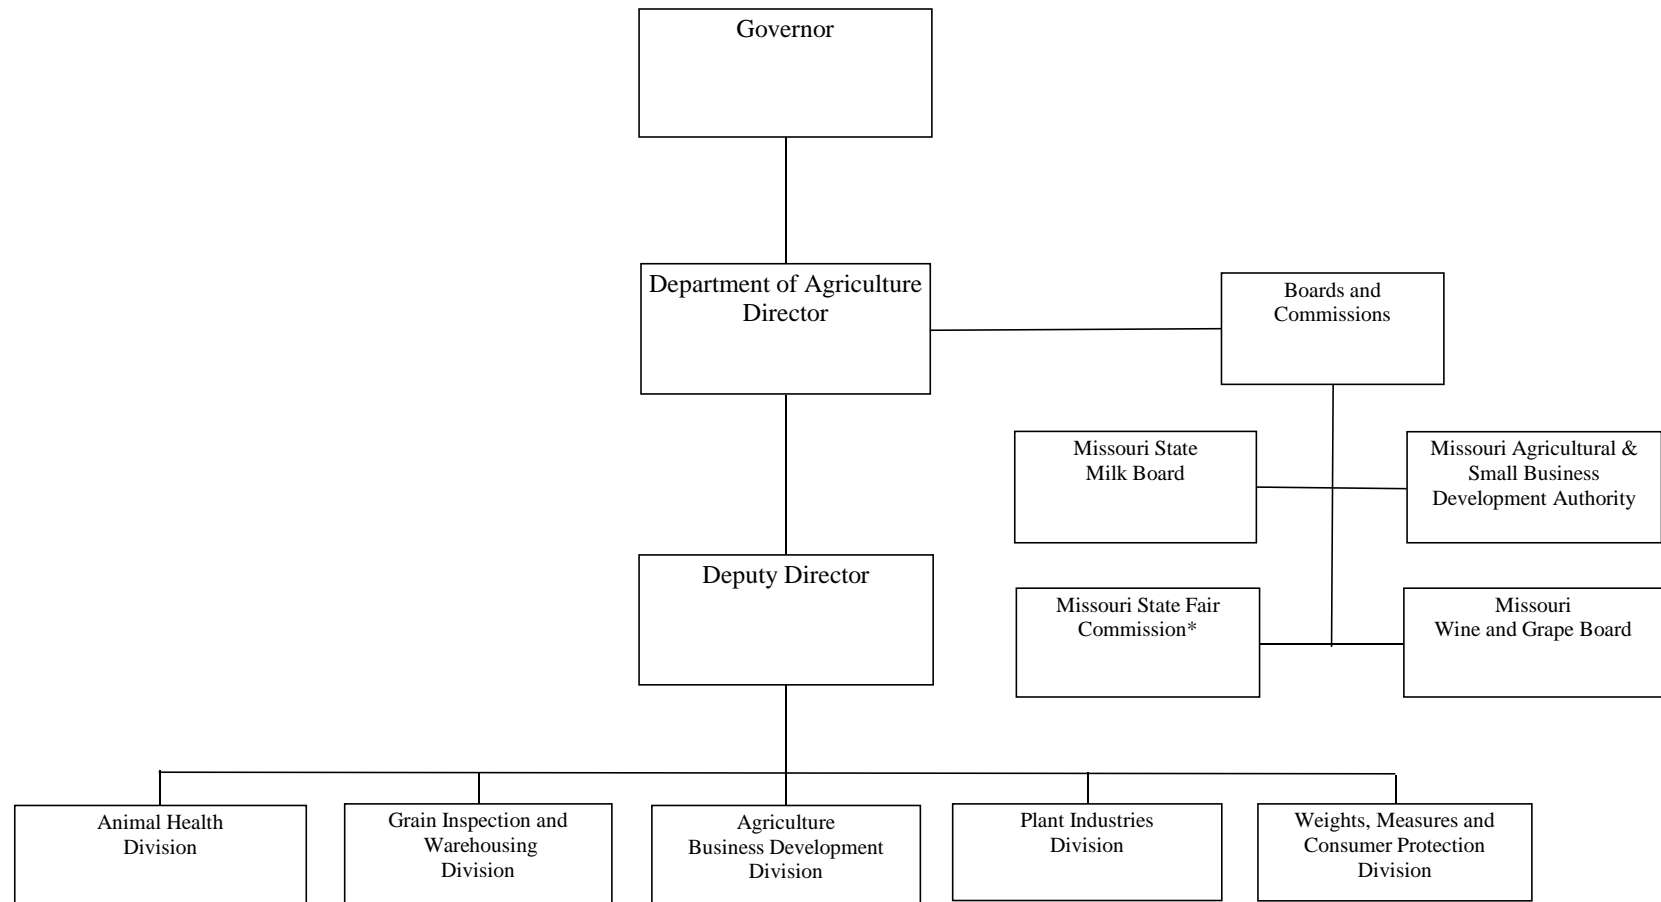 Governor
Department of Agriculture
Director
Boards and
Commissions
Missouri State
Milk Board
Missouri Agricultural &
Small Business
Development Authority
Deputy Director
Missouri State Fair
Commission*
Missouri
Wine and Grape Board
Animal Health
Division
Grain Inspection and
Warehousing
Division
Agriculture
Business Development
Division
Plant Industries
Division
Weights, Measures and
Consumer Protection
Division